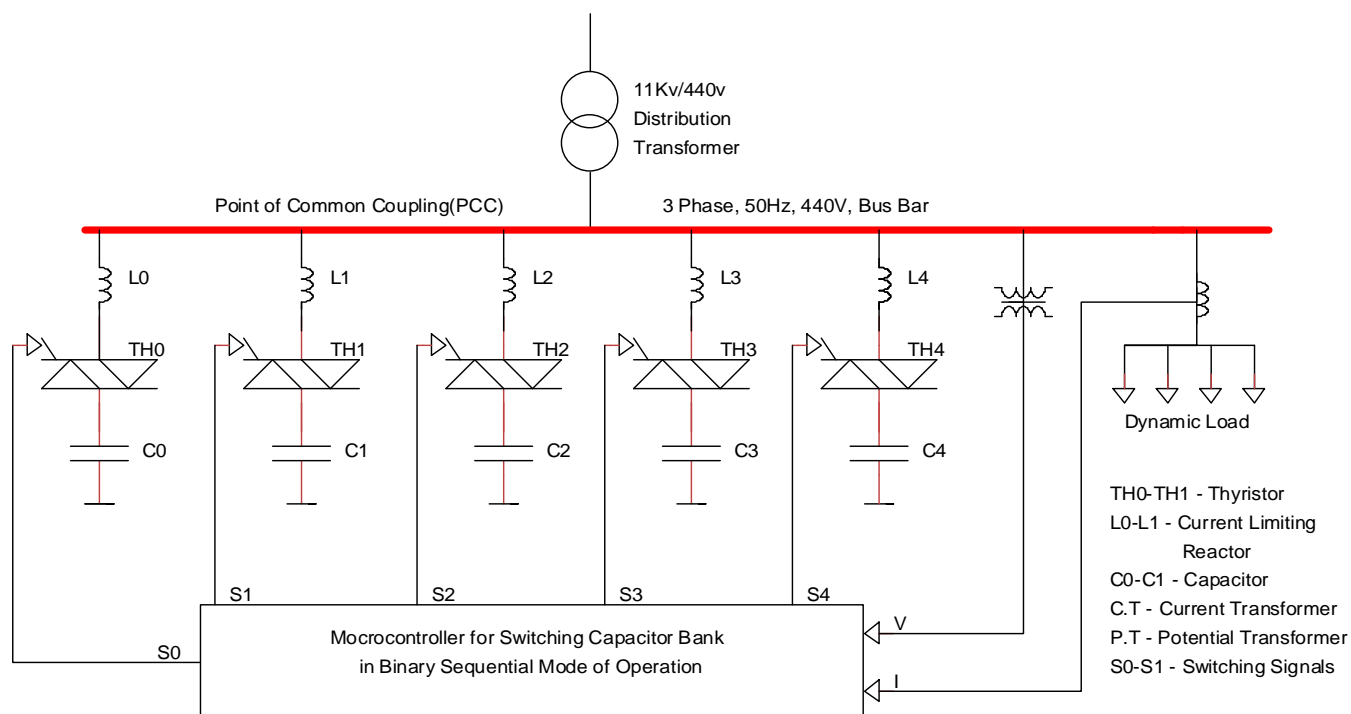 11Kv/440v
Distribution
Transformer
Point of Common Coupling(PCC)
3 Phase, 50Hz, 440V, Bus Bar
L0
L1
L2
L3
L4
TH0
TH1
TH2
TH3
TH4
C0
C1
C2
C3
C4
Dynamic Load
TH0-TH1 - Thyristor
L0-L1 - Current Limiting
Reactor
C0-C1 - Capacitor
C.T - Current Transformer
P.T - Potential Transformer
S0-S1 - Switching Signals
S0
S1
S2
S3
S4
V
I
Mocrocontroller for Switching Capacitor Bank
in Binary Sequential Mode of Operation